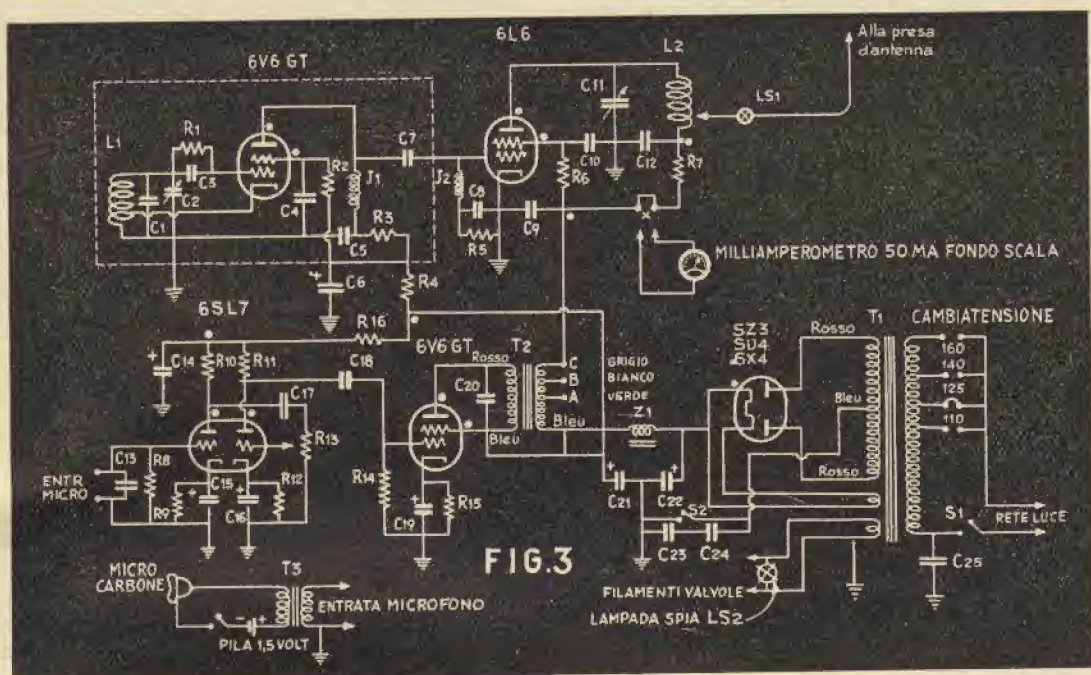 6V6 GT
6L6
L2
Alla presa
d'antenna
LS1
C11
L1
R1
C3
C2
C1
R2
C4
J1
C7
J2
C8
R5
C9
C10
C12
R6
R7
C5
R3
C6
R4
MILLIAMPEROMETRO 50 MA FONDO SCALA
6SL7
R16
C14
R10
R11
C18
C17
R13
6V6 GT
T2
Rosso
C20
Bleu
C
B
A
Bleu
GRIGIO
BIANCO
VERDE
Z1
5Z3
5U4
6X4
Rosso
Bleu
Rosso
T1
CAMBIATENSIONE
160
140
125
110
ENTR.
MICRO
C13
R8
R9
C15
C16
R12
R14
C19
R15
C21
C22
S2
C23
C24
S1
RETE LUCE
C25
FIG.3
MICRO
CARBONE
T3
ENTRATA MICROFONO
PILA 1,5 VOLT
- +
FILAMENTI VALVOLE
LAMPADA SPIA LS2